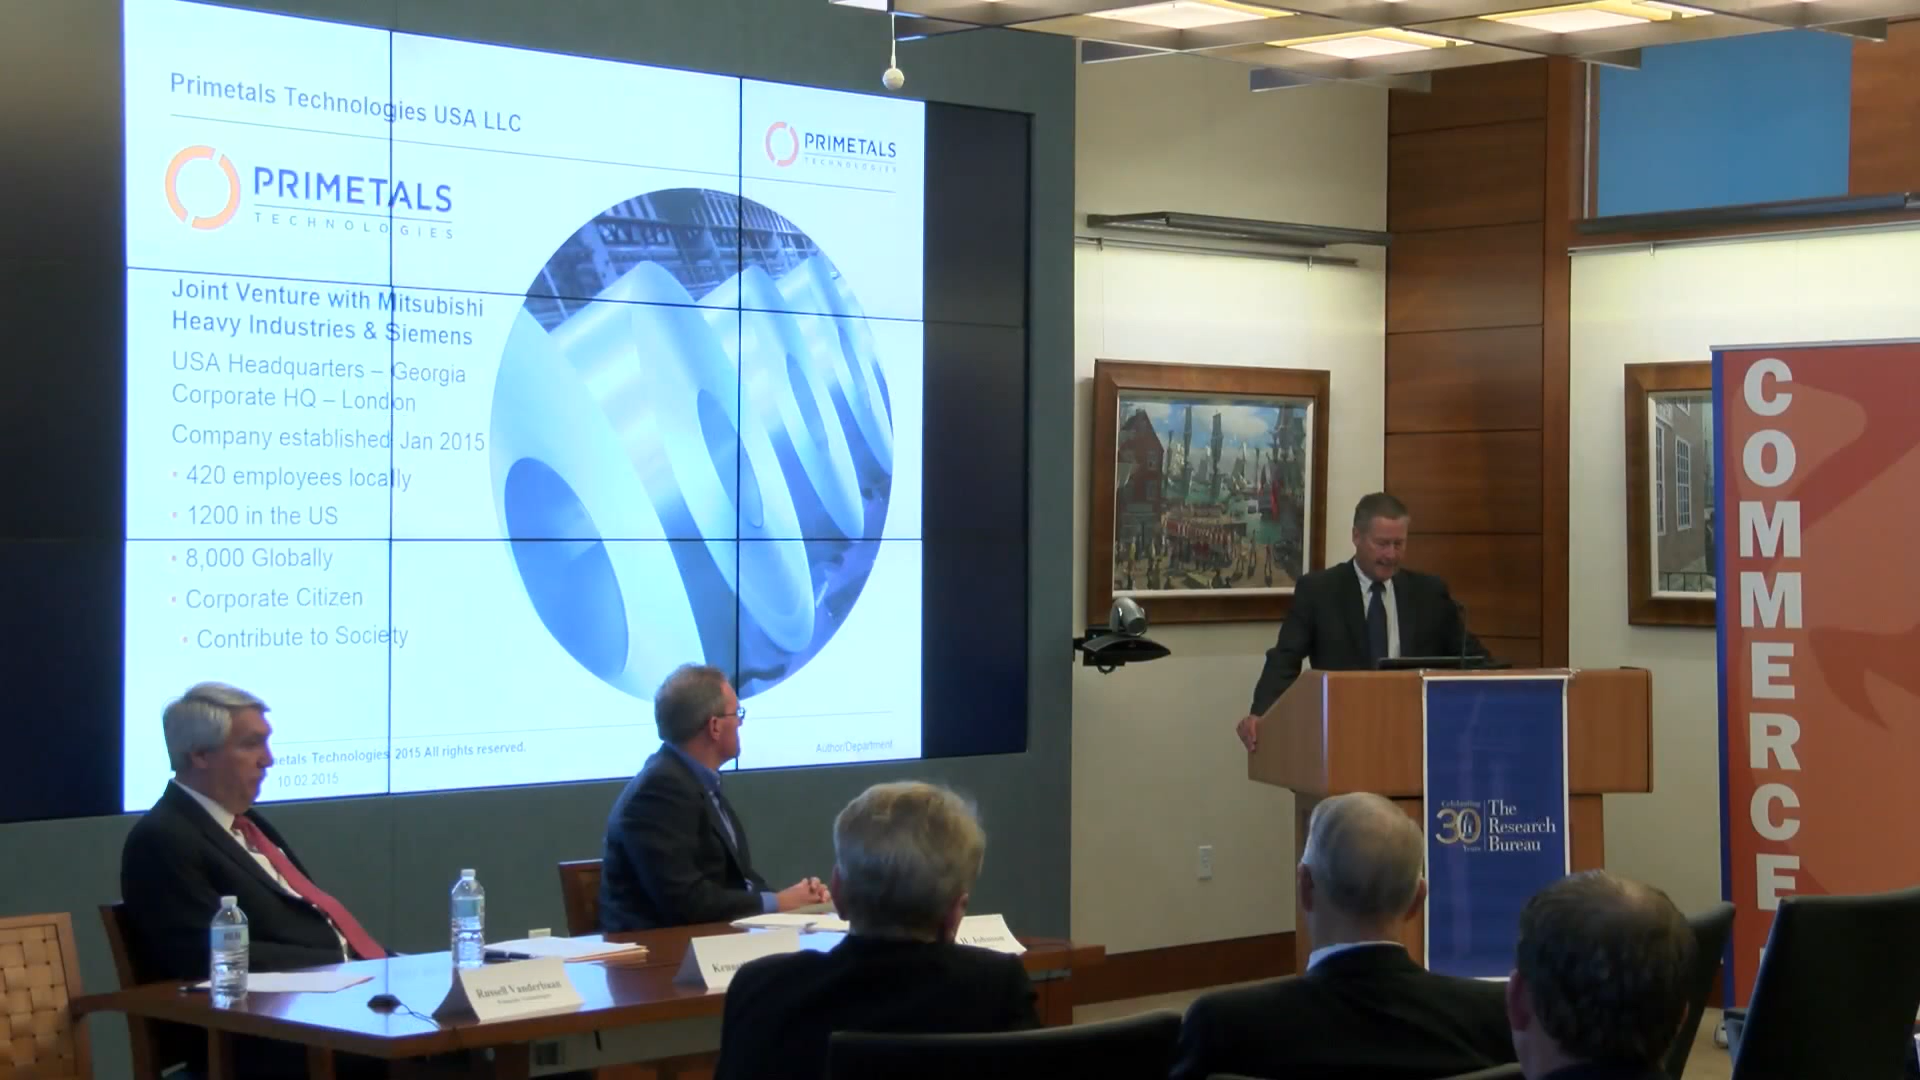 Primetals Technologies USA LLC
PRIMETALS
TECHNOLOGIES
PRIMETALS
TECHNOLOGIES
Joint Venture with Mitsubishi
Heavy Industries & Siemens
USA Headquarters – Georgia
Corporate HQ – London
Company established Jan 2015
• 420 employees locally
• 1200 in the US
• 8,000 Globally
• Corporate Citizen
• Contribute to Society
etals Technologies 2015 All rights reserved.
Author/Department
10.02.2015
Russell Vanderbaan
H. Johnson
Celebrating
30
Years
The
Research
Bureau
COMMERCE